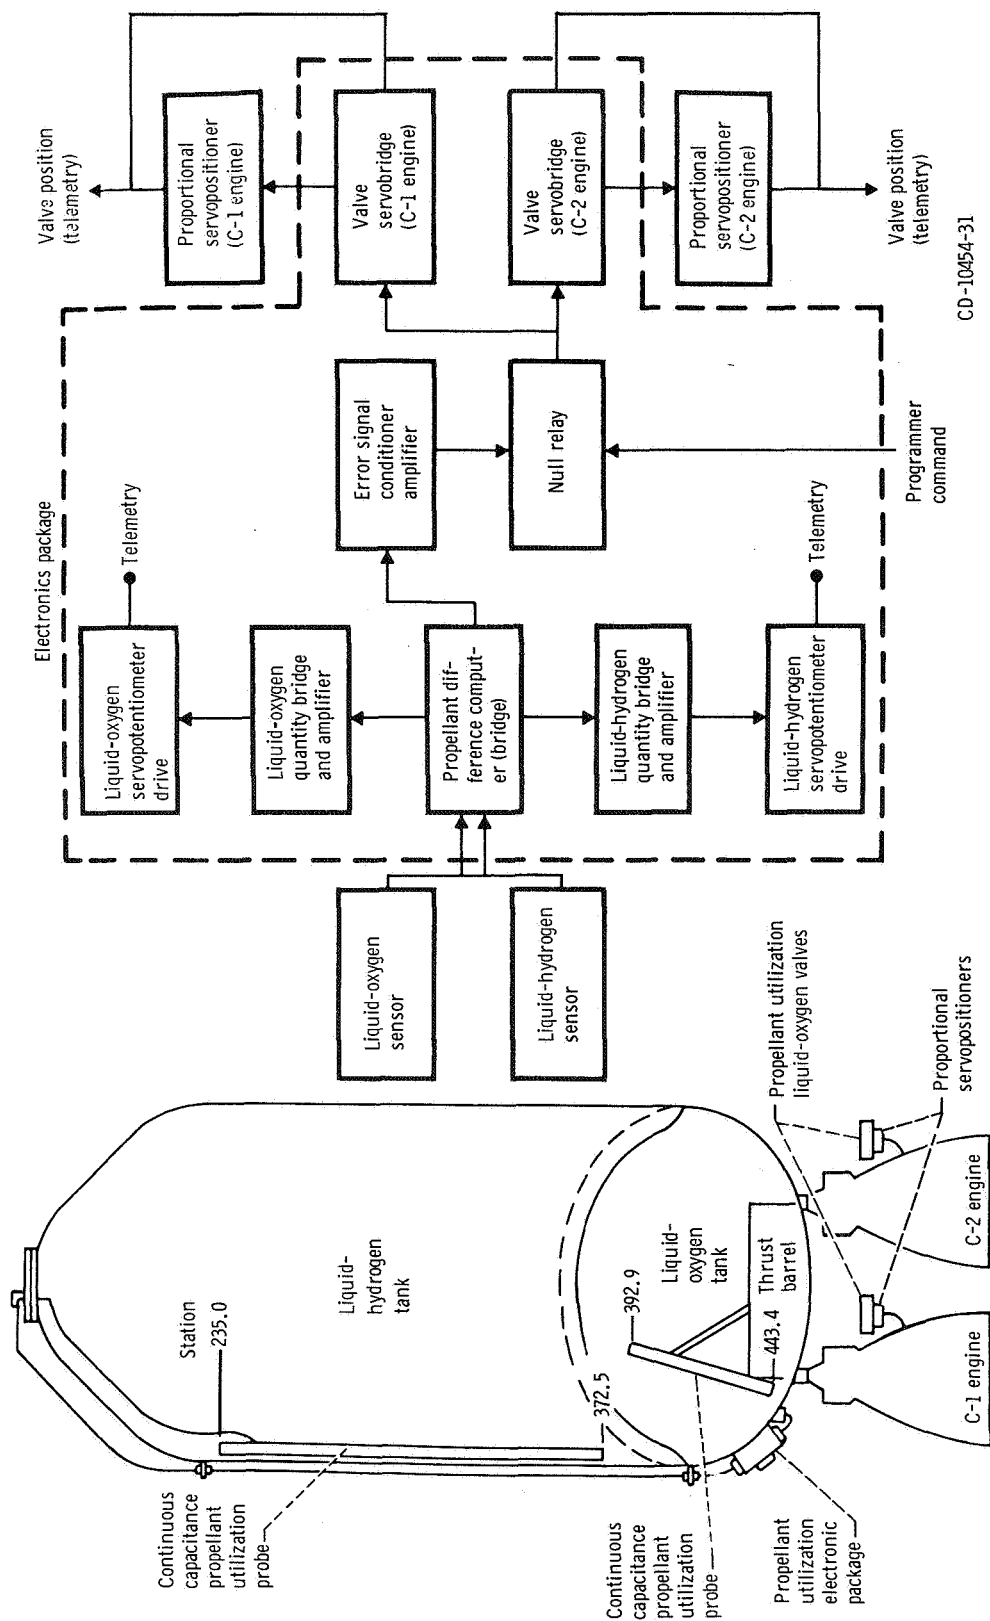 Continuous
capacitance
propellant
utilization
probe
Station
235.0
Liquid-
hydrogen
tank
372.5
Continuous
capacitance
propellant
utilization
probe
392.9
Liquid-
oxygen
tank
Thrust
barrel
443.4
Propellant
utilization
electronic
package
C-1 engine
C-2 engine
Propellant utilization
liquid-oxygen valves
Proportional
servopositioners
Electronics package
Liquid-oxygen
sensor
Liquid-hydrogen
sensor
Liquid-oxygen
servopotentiometer
drive
Telemetry
Liquid-oxygen
quantity bridge
and amplifier
Propellant dif-
ference comput-
er (bridge)
Liquid-hydrogen
quantity bridge
and amplifier
Liquid-hydrogen
servopotentiometer
drive
Telemetry
Error signal
conditioner
amplifier
Null relay
Programmer
command
Valve position
(telemetry)
Proportional
servopositioner
(C-1 engine)
Valve
servobridge
(C-1 engine)
Valve
servobridge
(C-2 engine)
Proportional
servopositioner
(C-2 engine)
Valve position
(telemetry)
CD-10454-31